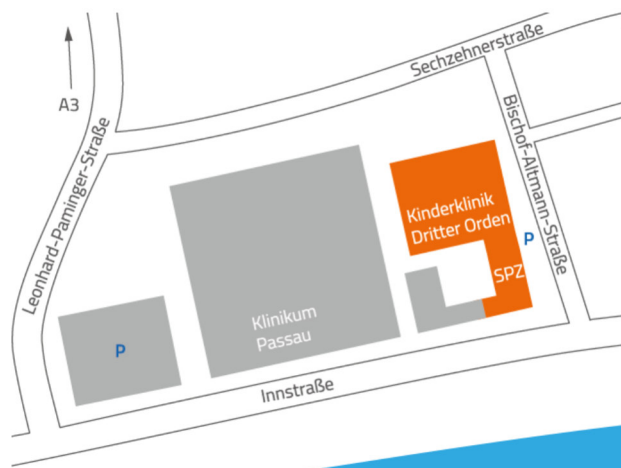 A3
Sechzehnerstraße
Leonhard-Paminger-Straße
Bischof-Altmann-Straße
Kinderklinik
Dritter Orden
P
SPZ
Klinikum
Passau
P
Innstraße